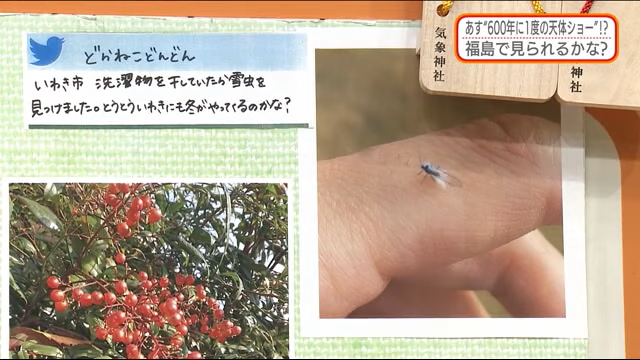 あす"600年に1度の天体ショー"!?
福島で見られるかな?
気象神社
気象神社
どらねこどんどん
いわき市 洗濯物を干していたら雪虫を
見つけました。とうとういわきにも冬がやってくるのかな?